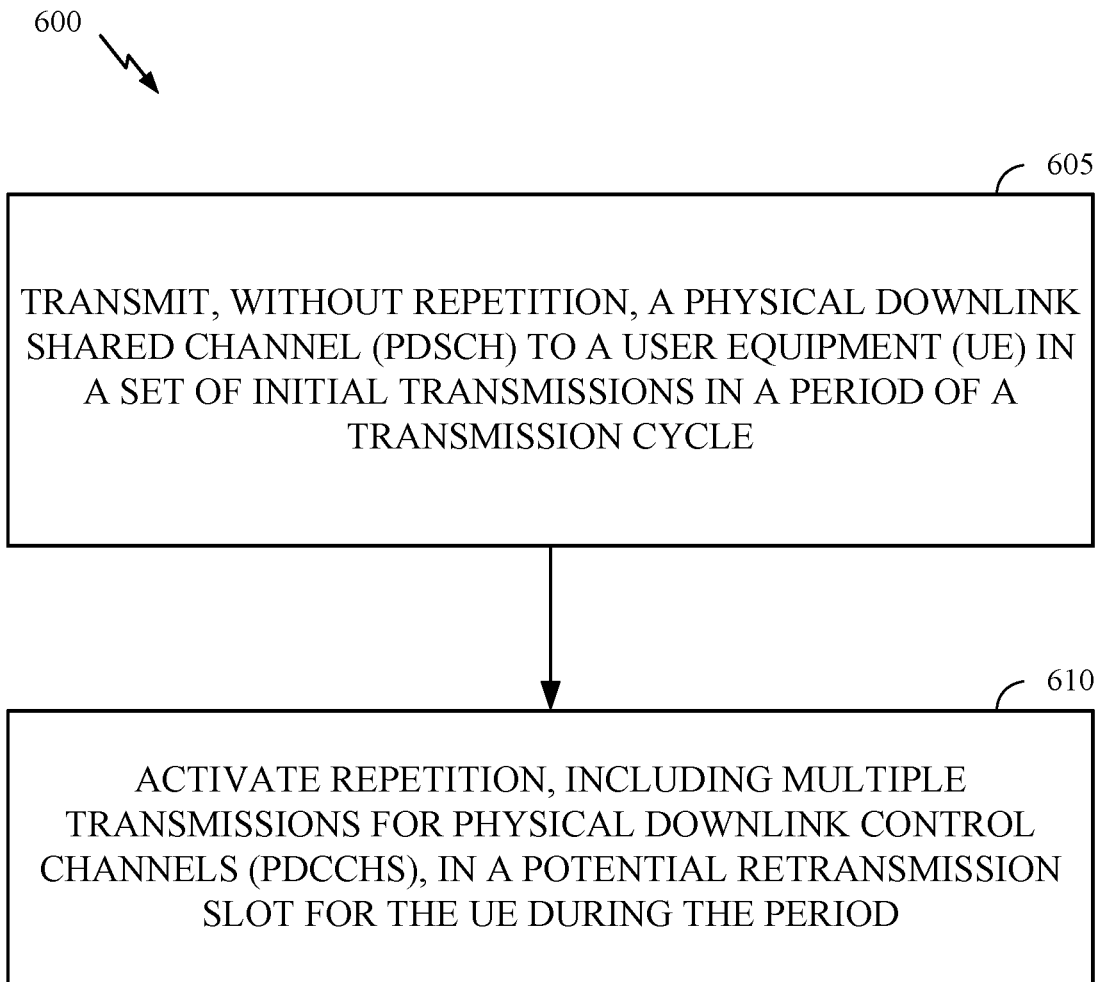 600
605
TRANSMIT, WITHOUT REPETITION, A PHYSICAL DOWNLINK
SHARED CHANNEL (PDSCH) TO A USER EQUIPMENT (UE) IN
A SET OF INITIAL TRANSMISSIONS IN A PERIOD OF A
TRANSMISSION CYCLE
610
ACTIVATE REPETITION, INCLUDING MULTIPLE
TRANSMISSIONS FOR PHYSICAL DOWNLINK CONTROL
CHANNELS (PDCCHS), IN A POTENTIAL RETRANSMISSION
SLOT FOR THE UE DURING THE PERIOD